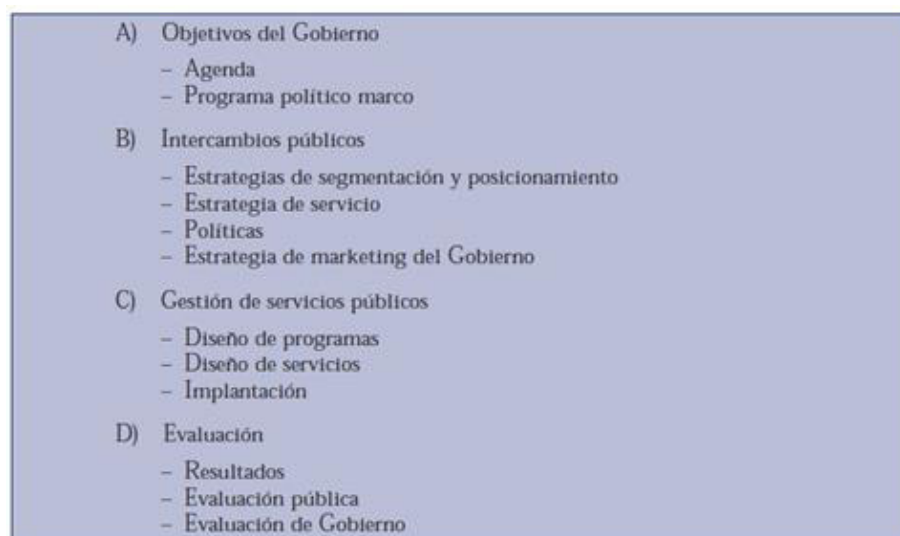 A) Objetivos del Gobierno
– Agenda
– Programa político marco
B) Intercambios públicos
– Estrategias de segmentación y posicionamiento
– Estrategia de servicio
– Políticas
– Estrategia de marketing del Gobierno
C) Gestión de servicios públicos
– Diseño de programas
– Diseño de servicios
– Implantación
D) Evaluación
– Resultados
– Evaluación pública
– Evaluación de Gobierno